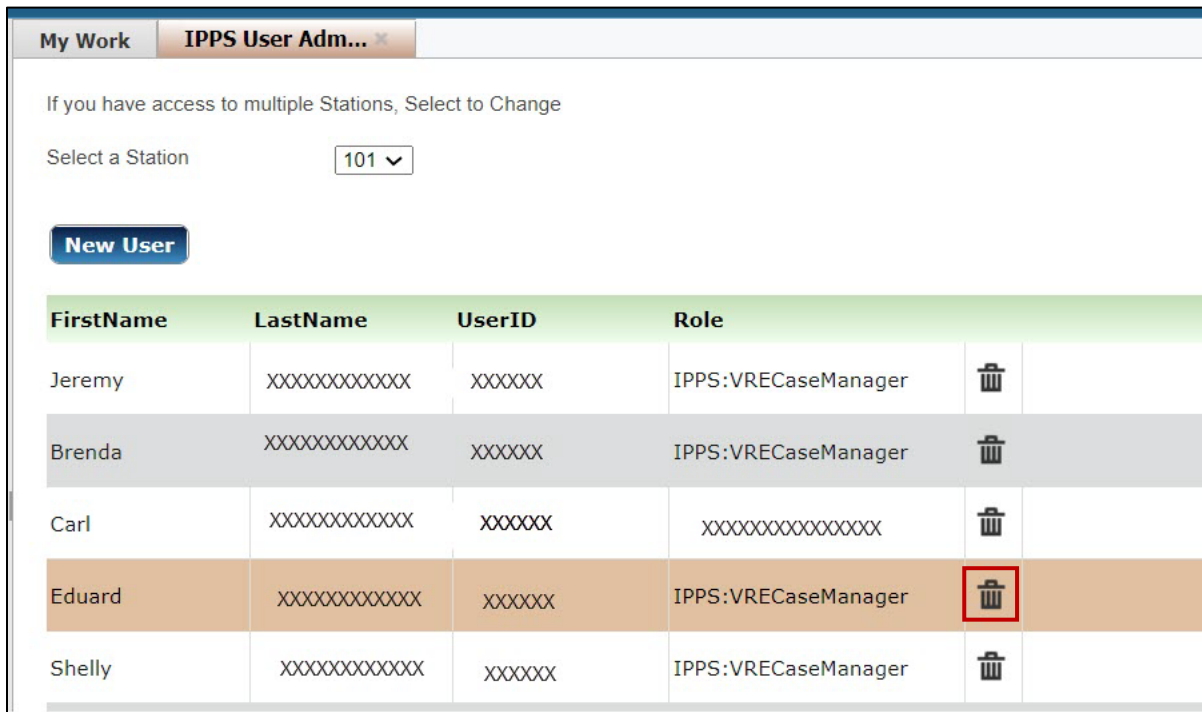 My Work IPPS User Adm... ×
If you have access to multiple Stations, Select to Change
Select a Station 101
New User
FirstName LastName UserID Role
Jeremy XXXXXXXXXXXX XXXXXX IPPS:VRECaseManager
Brenda XXXXXXXXXXXX XXXXXX IPPS:VRECaseManager
Carl XXXXXXXXXXXX XXXXXX XXXXXXXXXXXXXXX
Eduard XXXXXXXXXXXX XXXXXX IPPS:VRECaseManager
Shelly XXXXXXXXXXXX XXXXXX IPPS:VRECaseManager